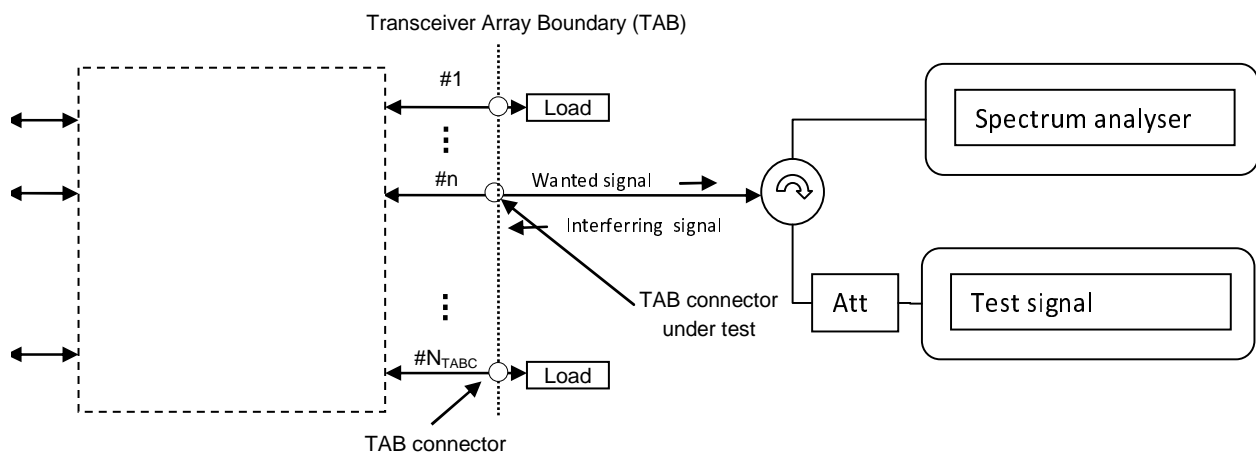 Transceiver Array Boundary (TAB)
#1
Load
Spectrum analyser
#n
Wanted signal
Interferring signal
TAB connector
under test
Att
Test signal
#N_TABC
Load
TAB connector